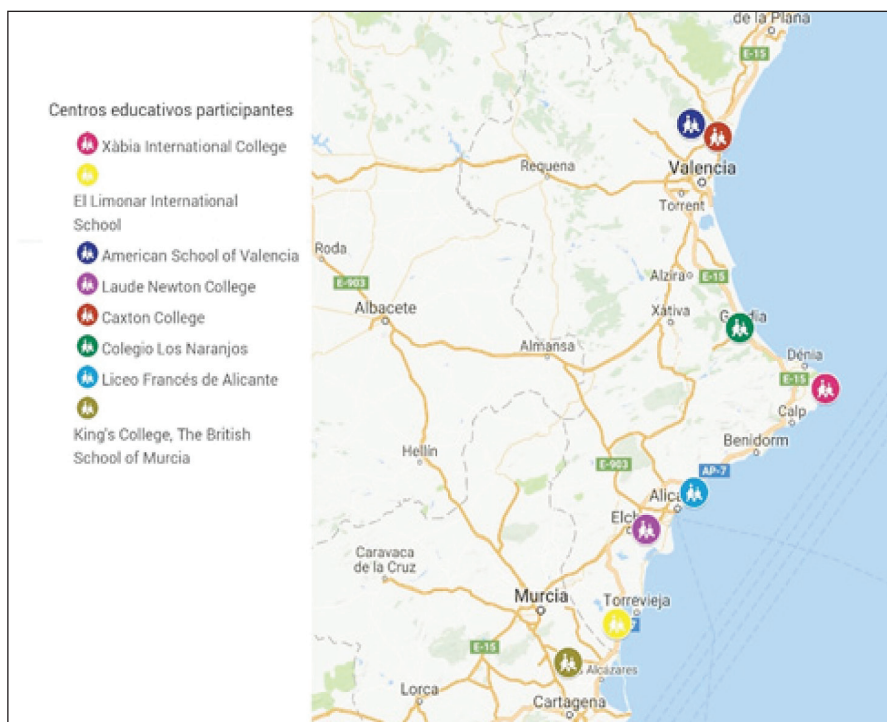 Centros educativos participantes
Xàbia International College
El Limonar International
School
American School of Valencia
Laude Newton College
Caxton College
Colegio Los Naranjos
Liceo Francés de Alicante
King's College, The British
School of Murcia
de la Plana
E-15
Valencia
Requena
Torrent
Roda
E-903
Albacete
Alzira
E-15
Xàtiva
Almansa
Dénia
E-15
Calp
Benidorm
Hellín
E-903
AP-7
Caravaca
de la Cruz
Murcia
Torrevieja
E-15
Lorca
Alcázares
Cartagena